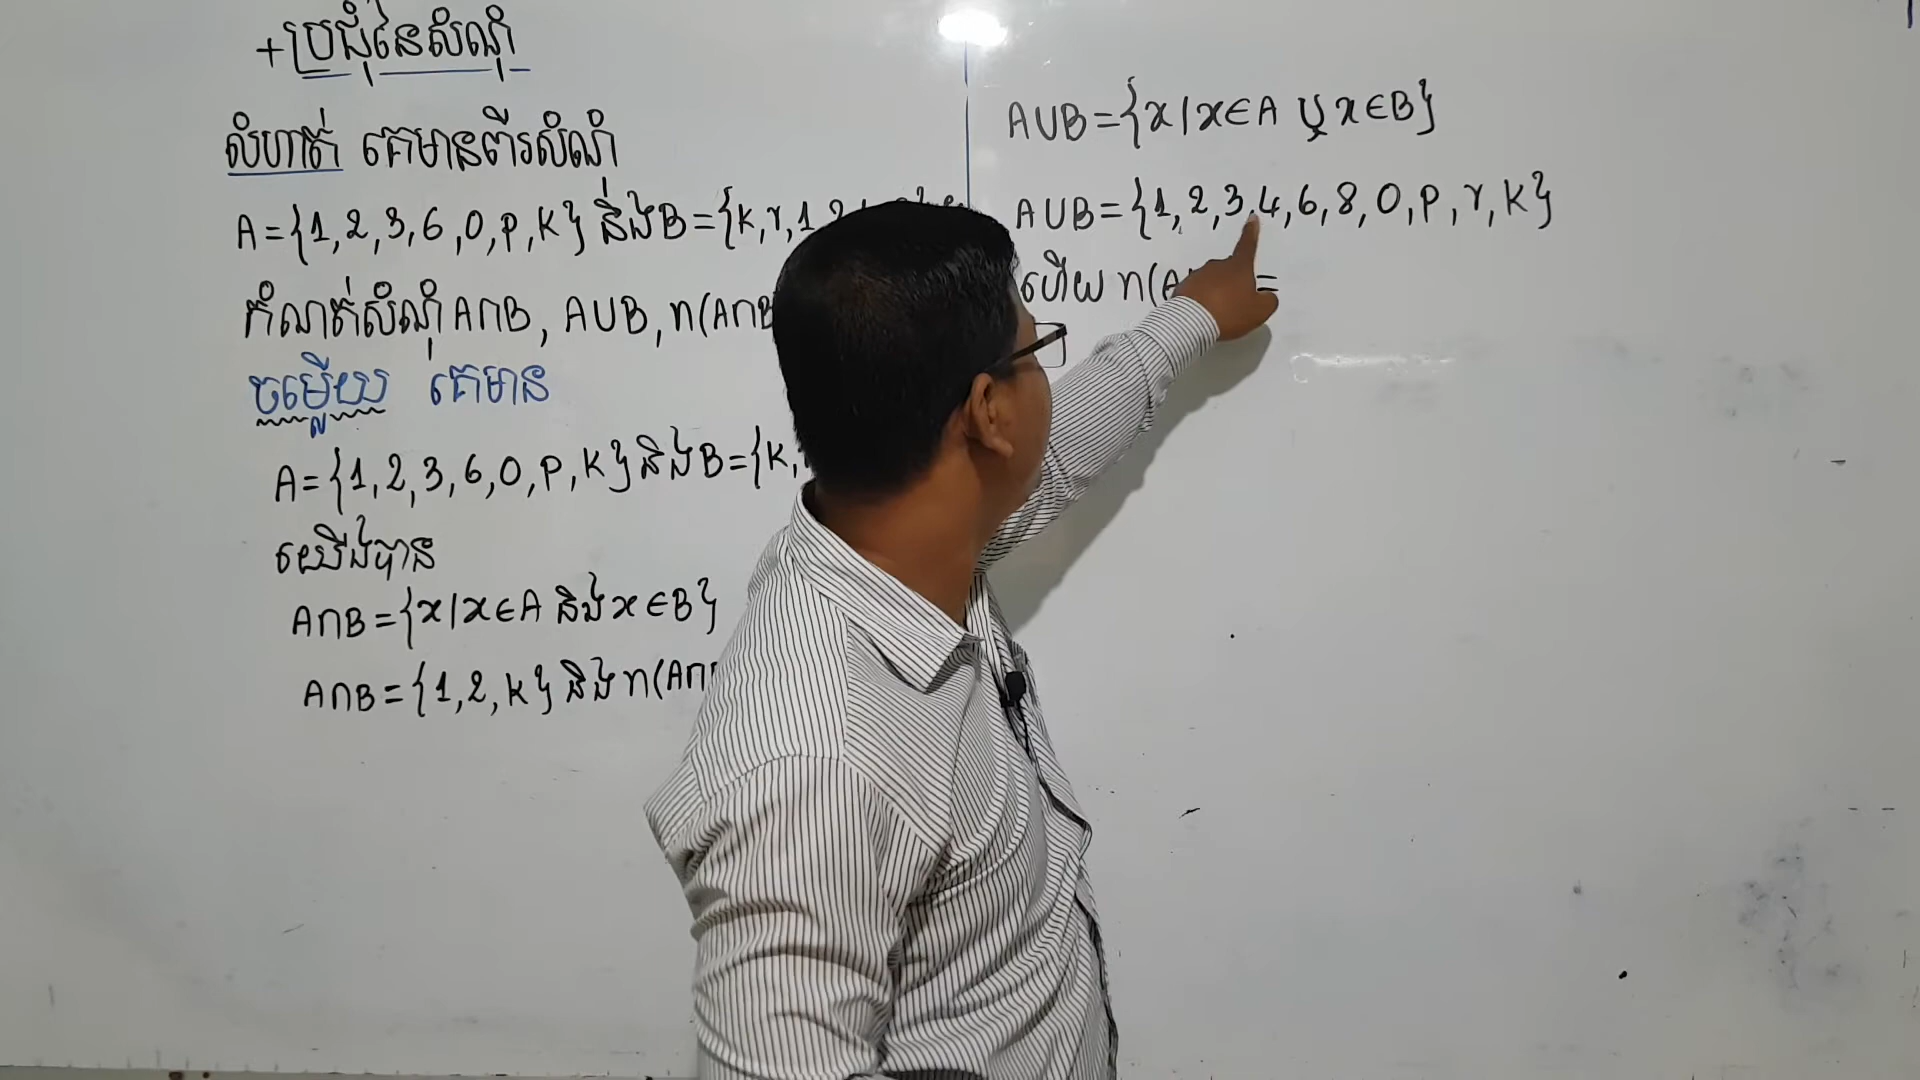 +ប្រជុំនៃសំណុំ
លំហាត់ គេមានពីរសំណុំ
A={1,2,3,6,0,p,k} និងB={k,r,1,2
កំណត់សំណុំ A∩B, A∪B, n(A∩B
ចម្លើយ គេមាន
A={1,2,3,6,0,p,k} និងB={k,
យើងបាន
A∩B={x/x∈A និង x∈B}
A∩B={1,2,k} និង n(A∩
A∪B={x/x∈A ឬ x∈B}
A∪B={1,2,3,4,6,8,0,p,r,k}
ហើយ n(A =